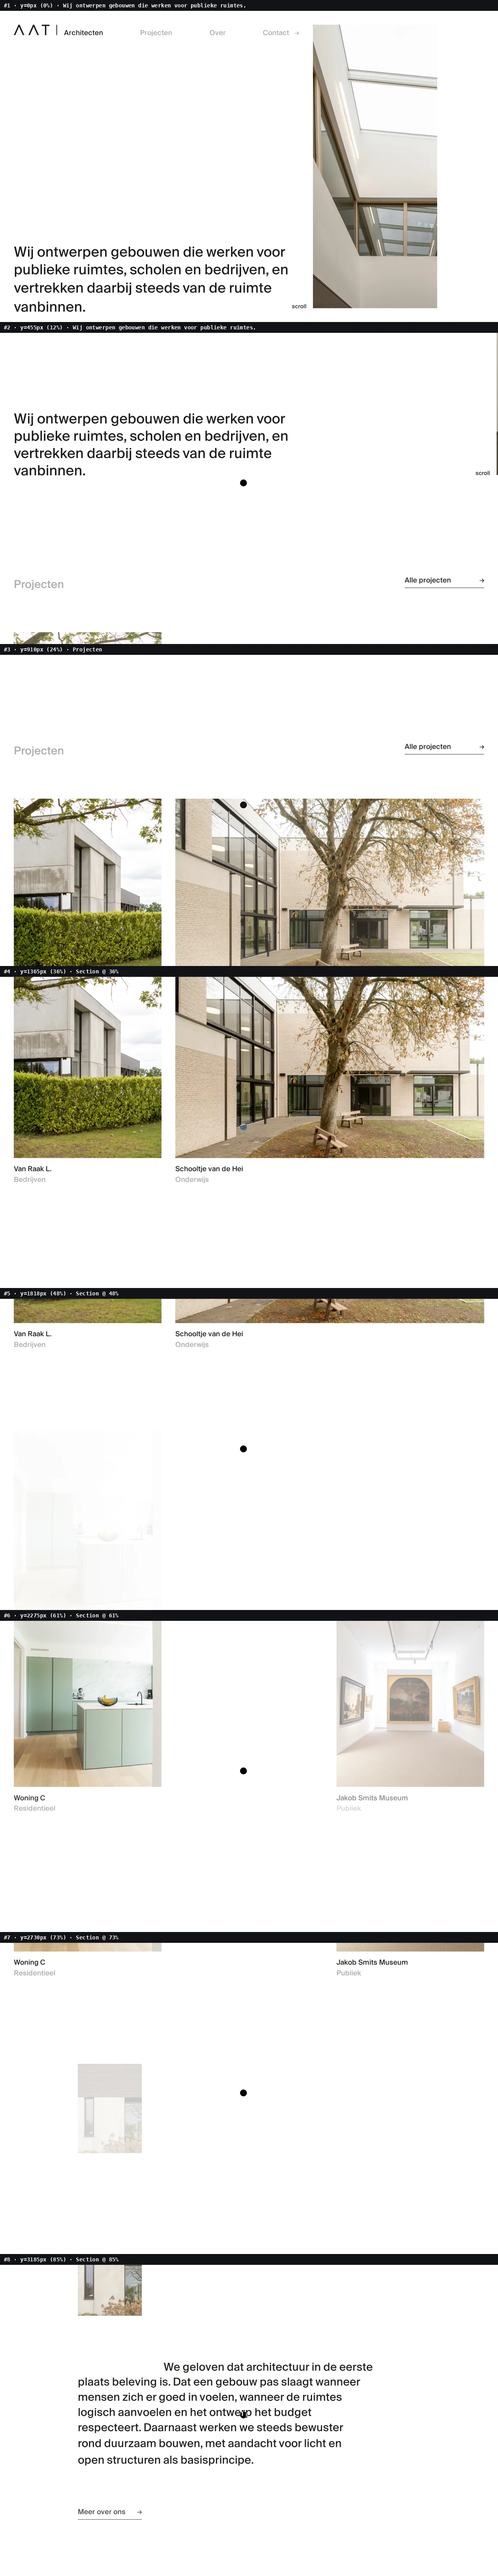 #1 · y=0px (0%) · Wij ontwerpen gebouwen die werken voor publieke ruimtes,
AAT | Architecten
Projecten
Over
Contact →
Wij ontwerpen gebouwen die werken voor
publieke ruimtes, scholen en bedrijven, en
vertrekken daarbij steeds van de ruimte
vanbinnen.
scroll
#2 · y=455px (12%) · Wij ontwerpen gebouwen die werken voor publieke ruimtes,
Wij ontwerpen gebouwen die werken voor
publieke ruimtes, scholen en bedrijven, en
vertrekken daarbij steeds van de ruimte
vanbinnen.
scroll
Projecten
Alle projecten →
#3 · y=910px (24%) · Projecten
Projecten
Alle projecten →
#4 · y=1365px (36%) · Section @ 36%
Van Raak L.
Bedrijven
Schooltje van de Hei
Onderwijs
#5 · y=1818px (48%) · Section @ 48%
Van Raak L.
Bedrijven
Schooltje van de Hei
Onderwijs
#6 · y=2275px (61%) · Section @ 61%
Woning C
Residentieel
Jakob Smits Museum
Publiek
#7 · y=2730px (73%) · Section @ 73%
Woning C
Residentieel
Jakob Smits Museum
Publiek
#8 · y=3185px (85%) · Section @ 85%
We geloven dat architectuur in de eerste
plaats beleving is. Dat een gebouw pas slaagt wanneer
mensen zich er goed in voelen, wanneer de ruimtes
logisch aanvoelen en het ontwerp het budget
respecteert. Daarnaast werken we steeds bewuster
rond duurzaam bouwen, met aandacht voor licht en
open structuren als basisprincipe.
Meer over ons →